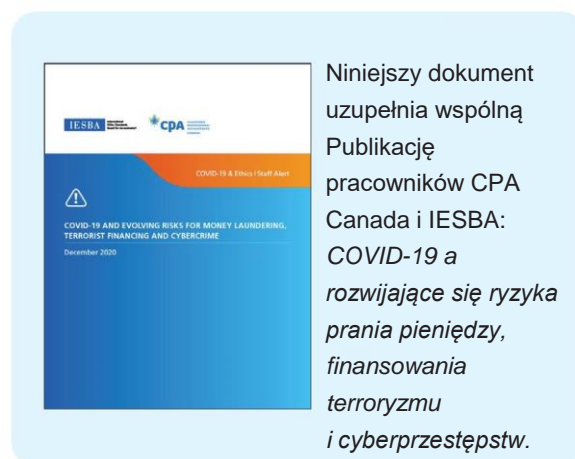 IESBA
CPA
COVID-19 & Ethics I Staff Alert
COVID-19 AND EVOLVING RISKS FOR MONEY LAUNDERING,
TERRORIST FINANCING AND CYBERCRIME
December 2020
Niniejszy dokument
uzupełnia wspólną
Publikację
pracowników CPA
Canada i IESBA:
COVID-19 a
rozwijające się ryzyka
prania pieniędzy,
finansowania
terroryzmu
i cyberprzestępstw.